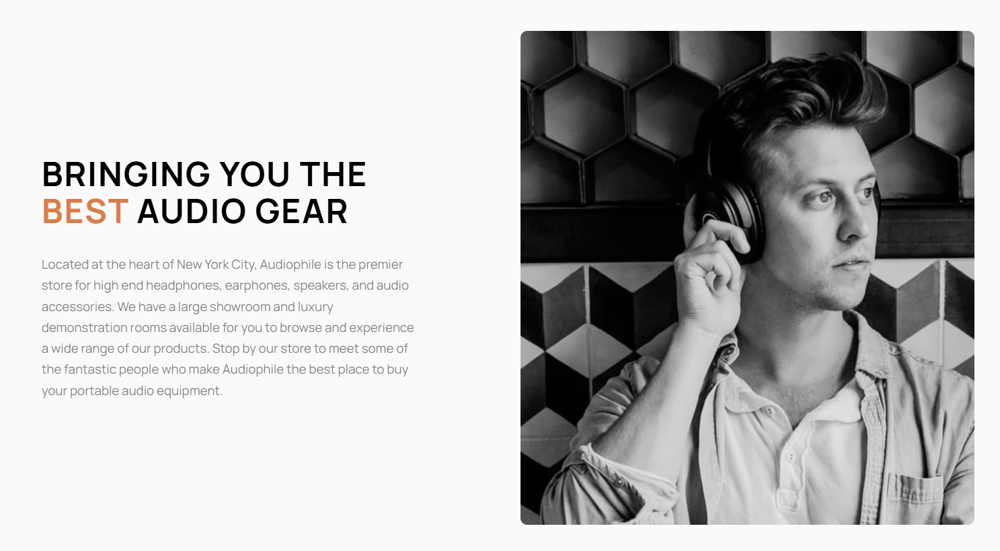 BRINGING YOU THE
BEST AUDIO GEAR
Located at the heart of New York City, Audiophile is the premier
store for high end headphones, earphones, speakers, and audio
accessories. We have a large showroom and luxury
demonstration rooms available for you to browse and experience
a wide range of our products. Stop by our store to meet some of
the fantastic people who make Audiophile the best place to buy
your portable audio equipment.